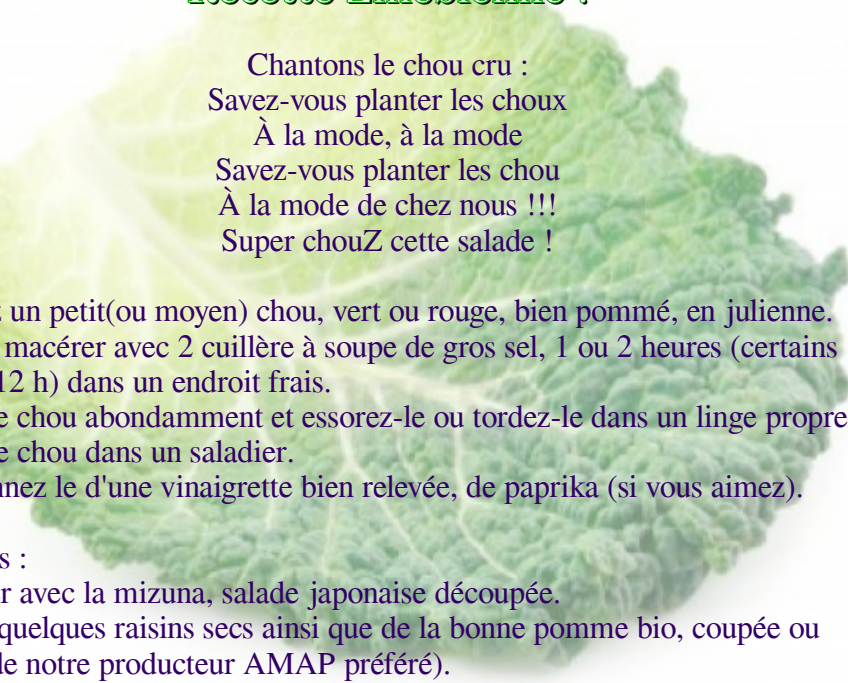 Recette
Chantons le chou cru :
Savez-vous planter les choux
À la mode, à la mode
Savez-vous planter les chou
À la mode de chez nous !!!
Super chouZ cette salade !
un petit(ou moyen) chou, vert ou rouge, bien pommé, en julienne.
macérer avec 2 cuillère à soupe de gros sel, 1 ou 2 heures (certains
12 h) dans un endroit frais.
e chou abondamment et essorez-le ou tordez-le dans un linge propre
e chou dans un saladier.
nnez le d'une vinaigrette bien relevée, de paprika (si vous aimez).
s :
r avec la mizuna, salade japonaise découpée.
quelques raisins secs ainsi que de la bonne pomme bio, coupée ou
de notre producteur AMAP préféré).